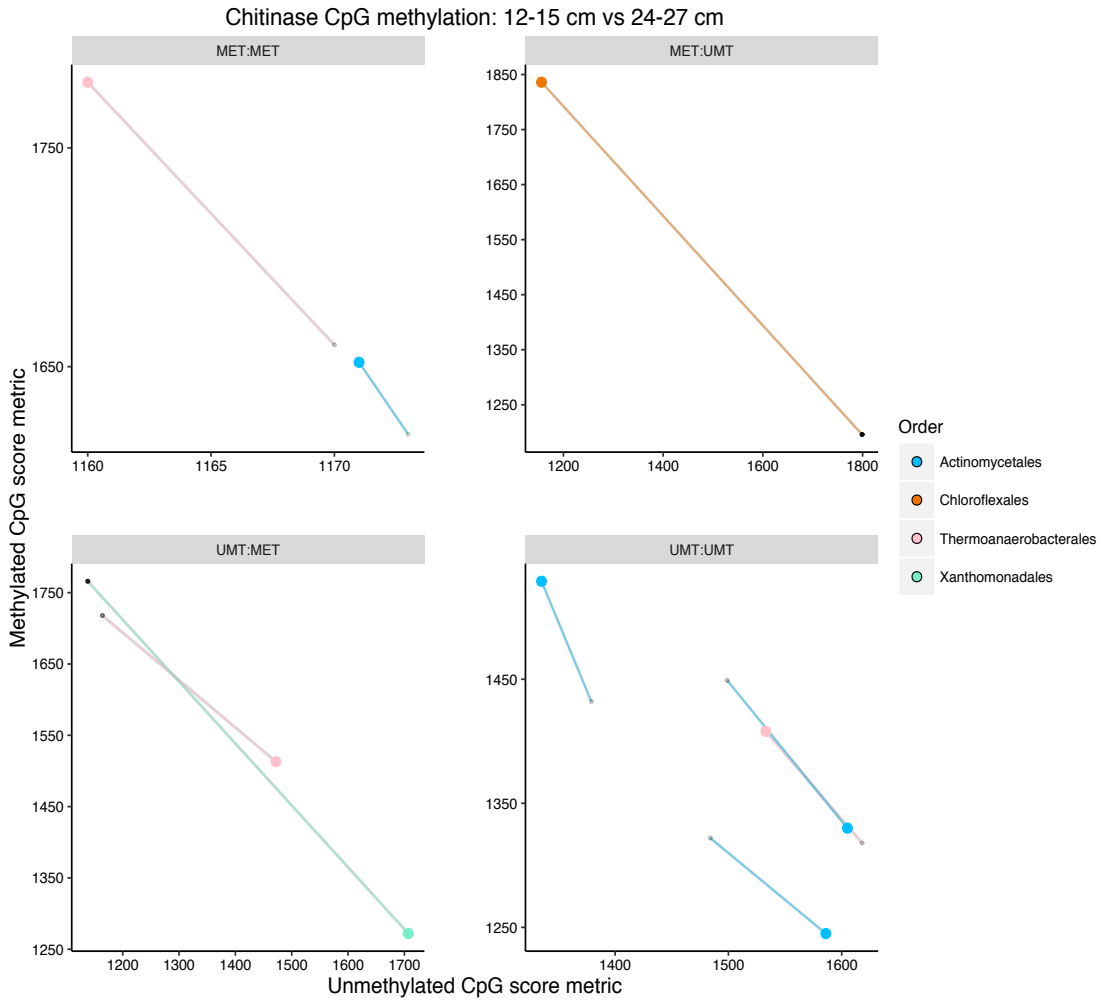 Chitinase CpG methylation: 12-15 cm vs 24-27 cm
MET:MET
MET:UMT
1750
1650
1160 1165 1170
1850
1750
1650
1550
1450
1350
1250
1200 1400 1600 1800
UMT:MET
UMT:UMT
1750
1650
1550
1450
1350
1250
1200 1300 1400 1500 1600 1700
1450
1350
1250
1400 1500 1600
Methylated CpG score metric
Unmethylated CpG score metric
Order
Actinomycetales
Chloroflexales
Thermoanaerobacterales
Xanthomonadales